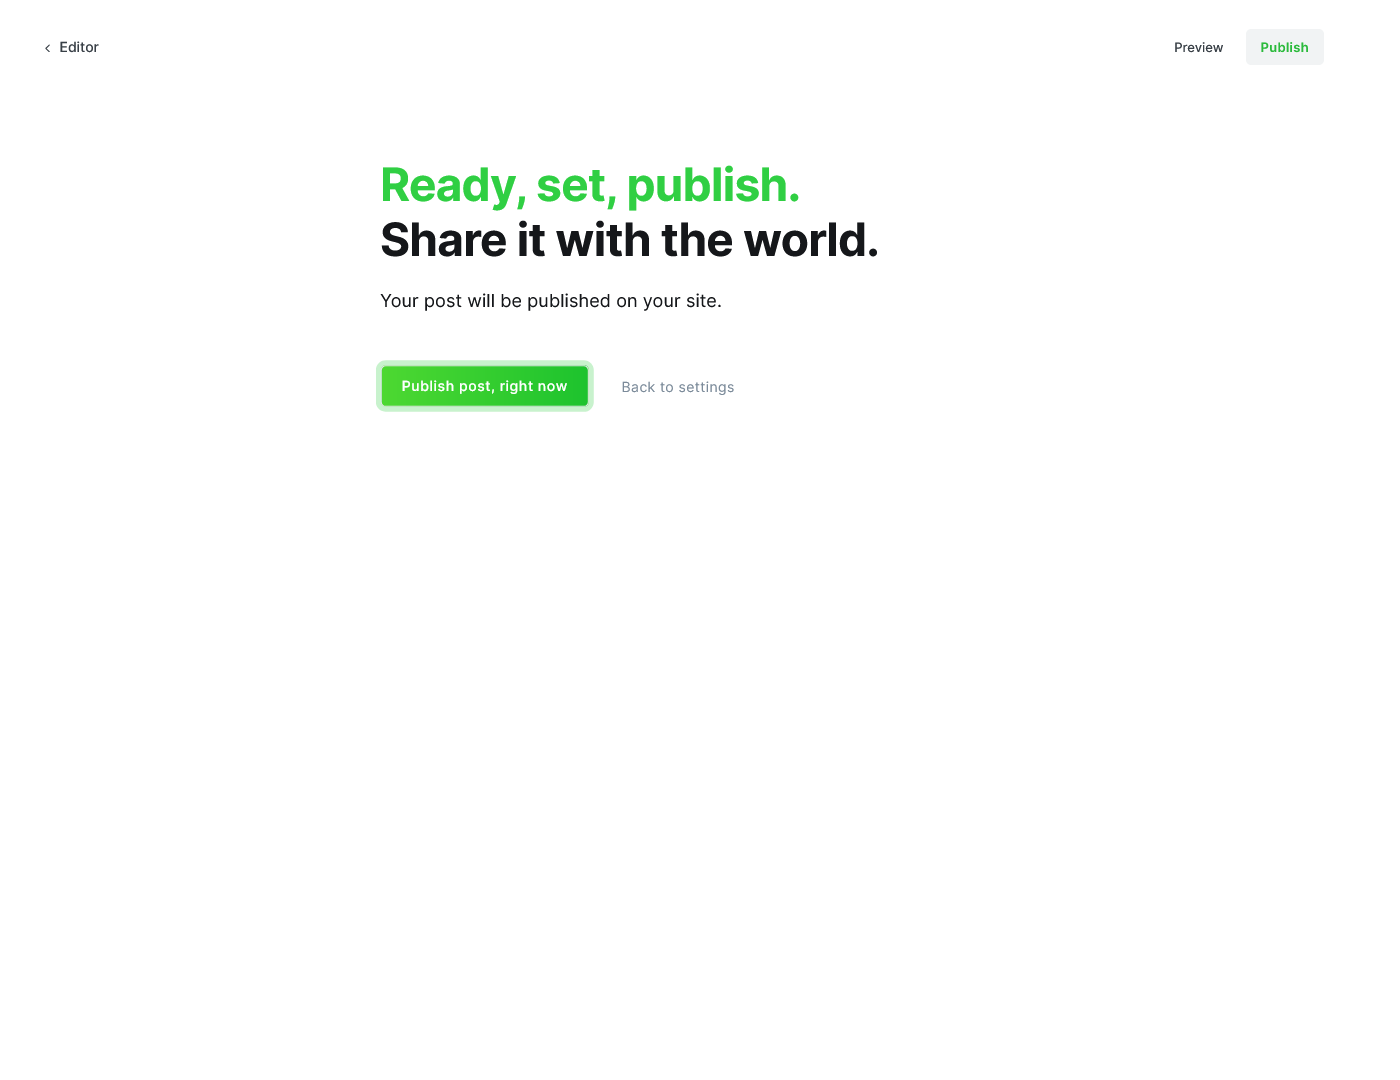 Editor
Preview
Publish
Ready, set, publish.
Share it with the world.
Your post will be published on your site.
Publish post, right now
Back to settings